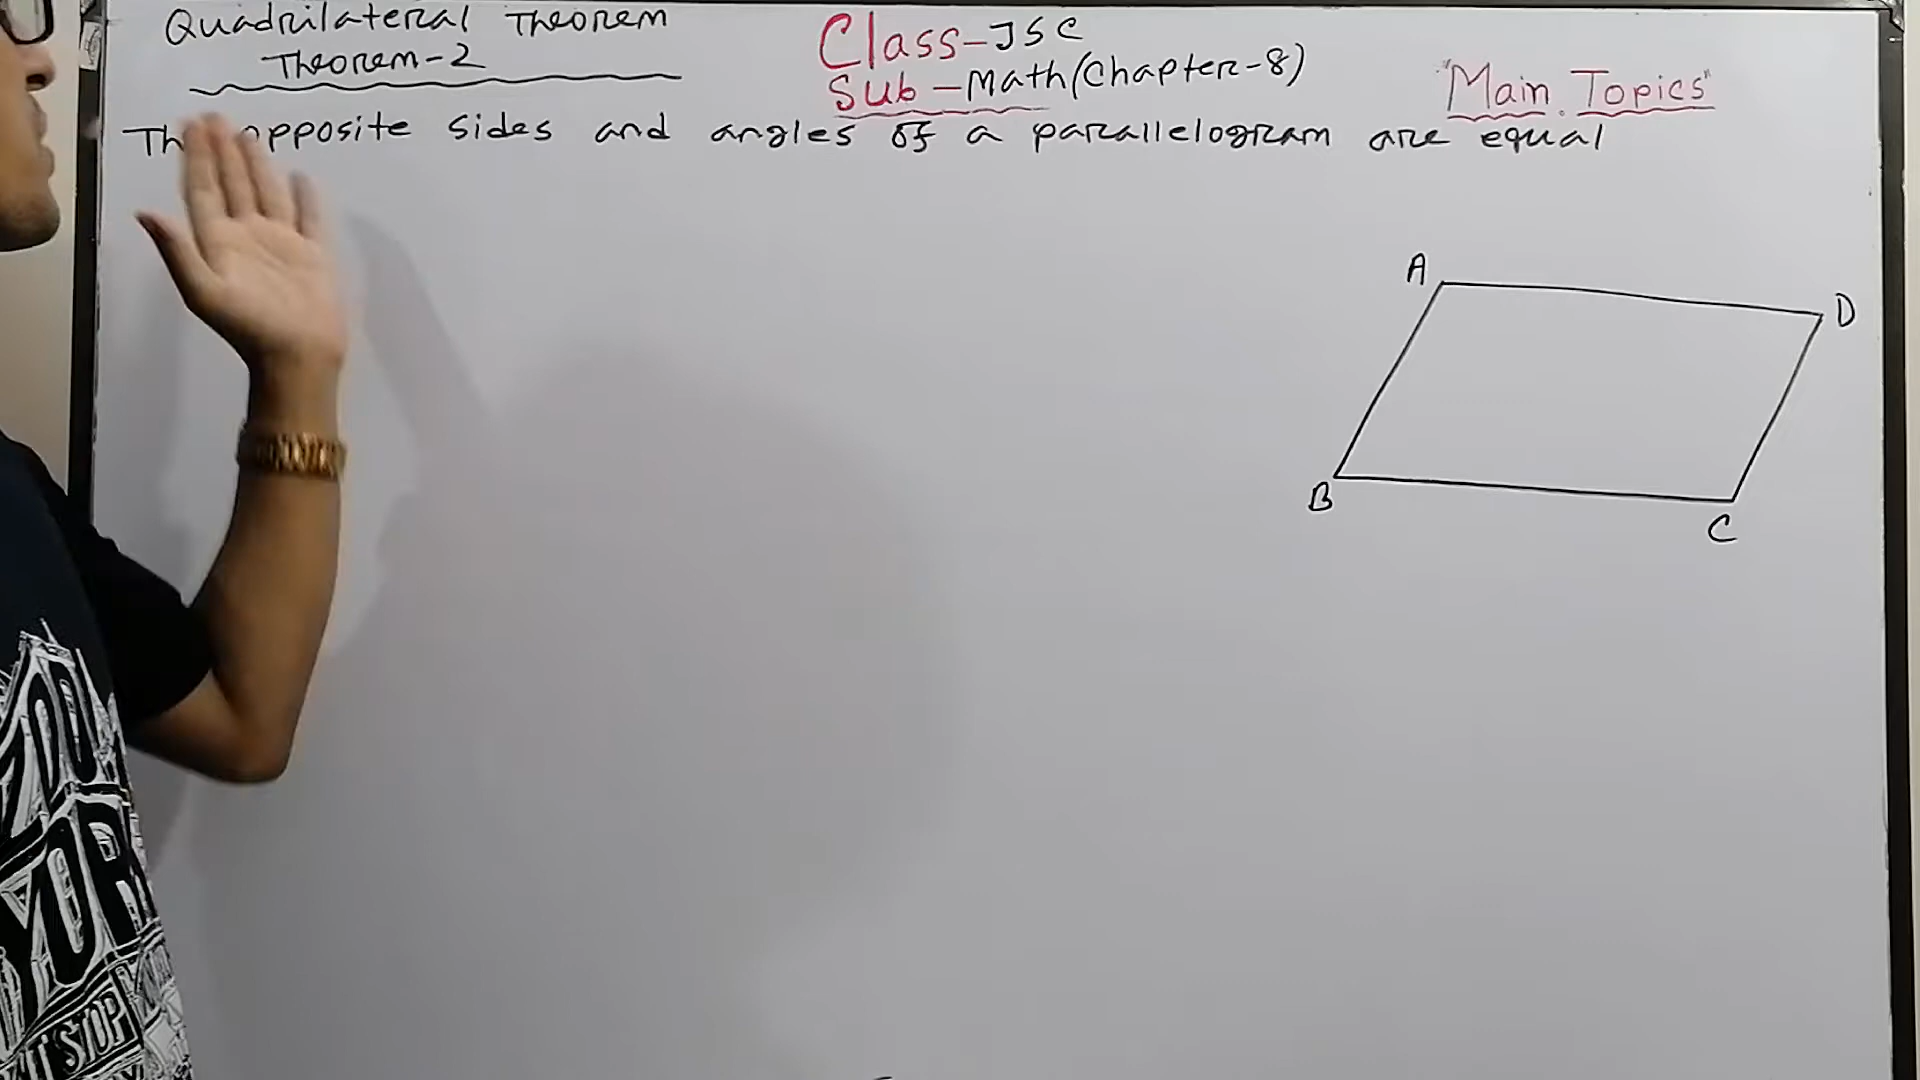 Quadrilateral Theorem
Theorem-2
Class-JSC
Sub-Math(Chapter-8)
"Main Topics"
opposite sides and angles of a parallelogram are equal
A
D
B
C
STOP